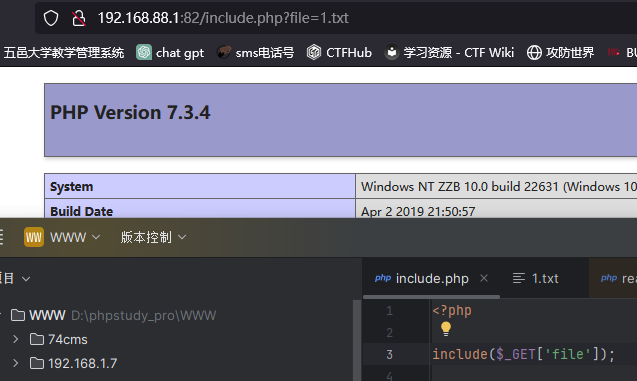 192.168.88.1:82/include.php?file=1.txt
五邑大学教学管理系统 chat gpt sms电话号 CTFHub 学习资源 - CTF Wiki 攻防世界 BU
PHP Version 7.3.4
System Windows NT ZZB 10.0 build 22631 (Windows 10
Build Date Apr 2 2019 21:50:57
WW WWW 版本控制
项目 php include.php 1.txt php rea
WWW D:\phpstudy_pro\WWW 1 <?php
74cms 2
192.168.1.7 3 include($_GET['file']);
4